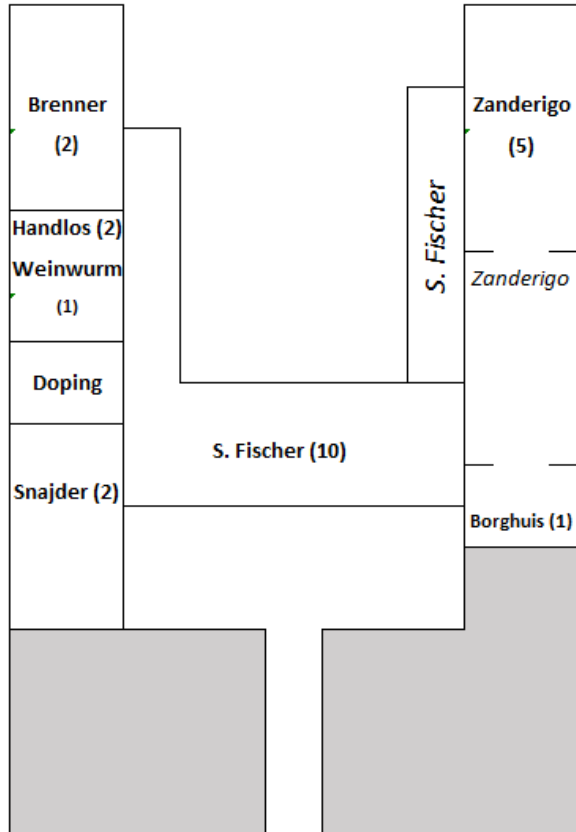 Brenner
(2)
Handlos (2)
Weinwurm
(1)
Doping
Snajder (2)
S. Fischer (10)
S. Fischer
Zanderigo
(5)
Zanderigo
Borghuis (1)